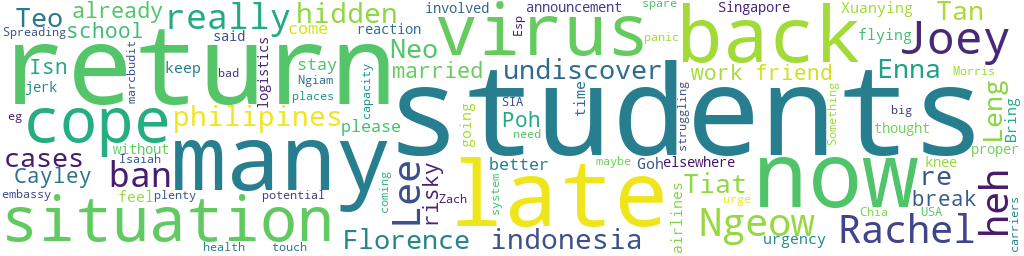 return
students
many
late
now
back
virus
situation
cope
Joey
Rachel
Ngeow
Lee
really
hidden
Teo
already
school
Isn
jerk
Spreading
said
bad
marcbudit
logistics
come
reaction
involved
announcement
Esp
spare
panic
Singapore
Xuanying
Tan
flying
keep
Ngiam
stay
places
capacity
Neo
married
undiscover
work friend
Enna
Morris
Leng
Bring
eg
philipines
please
without
cases
Isaiah
ban
Cayley
embassy
feel
plenty
potential
health
touch
Florence
coming
risky
Zach
going
SIA
Poh
time
need
better
system
maybe
Goh
indonesia
struggling
elsewhere
Tiat
airlines
urge
urgency
Something
big
thought
proper
knee
re
break
heh
Chia
USA
carriers